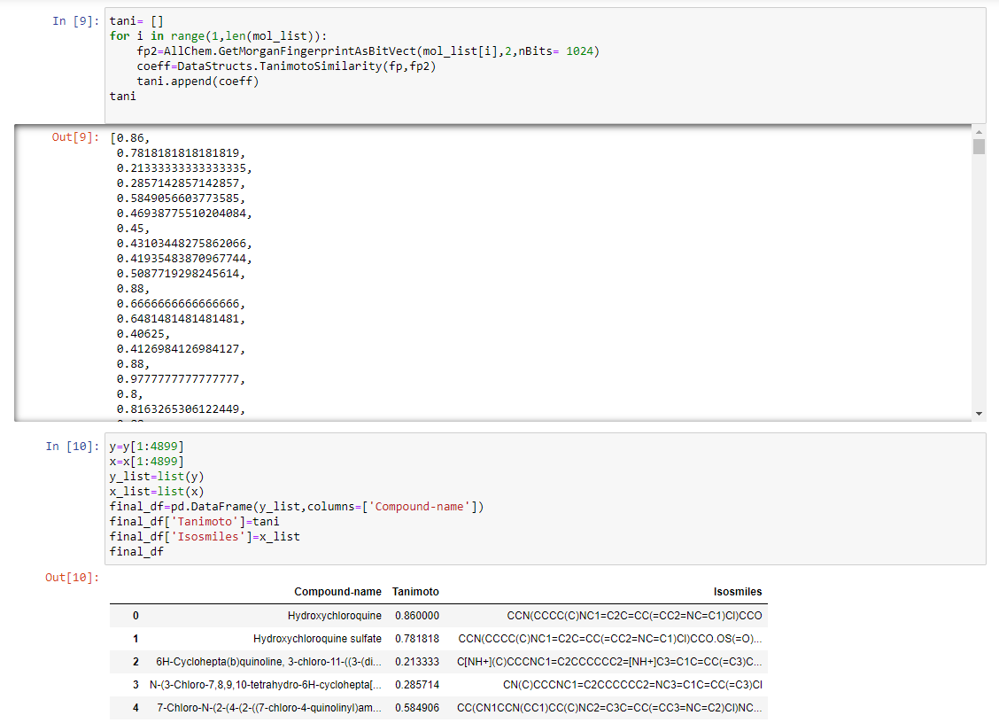 In [9]: tani= []
for i in range(1,len(mol_list)):
    fp2=AllChem.GetMorganFingerprintAsBitVect(mol_list[i],2,nBits= 1024)
    coeff=DataStructs.TanimotoSimilarity(fp,fp2)
    tani.append(coeff)
tani
Out[9]: [0.86,
0.7818181818181819,
0.21333333333333335,
0.2857142857142857,
0.5849056603773585,
0.46938775510204084,
0.45,
0.43103448275862066,
0.41935483870967744,
0.5087719298245614,
0.88,
0.6666666666666666,
0.6481481481481481,
0.40625,
0.4126984126984127,
0.88,
0.9777777777777777,
0.8,
0.8163265306122449,
In [10]: y=y[1:4899]
x=x[1:4899]
y_list=list(y)
x_list=list(x)
final_df=pd.DataFrame(y_list,columns=['Compound-name'])
final_df['Tanimoto']=tani
final_df['Isosmiles']=x_list
final_df
Out[10]:
Compound-name Tanimoto Isosmiles
0 Hydroxychloroquine 0.860000 CCN(CCCC(C)NC1=C2C=CC(=CC2=NC=C1)Cl)CCO
1 Hydroxychloroquine sulfate 0.781818 CCN(CCCC(C)NC1=C2C=CC(=CC2=NC=C1)Cl)CCO.OS(=O)...
2 6H-Cyclohepta(b)quinoline, 3-chloro-11-((3-(di... 0.213333 C[NH+](C)CCCNC1=C2CCCCCC2=[NH+]C3=C1C=CC(=C3)C...
3 N-(3-Chloro-7,8,9,10-tetrahydro-6H-cyclohepta[... 0.285714 CN(C)CCCNC1=C2CCCCCC2=NC3=C1C=CC(=C3)Cl
4 7-Chloro-N-(2-(4-(2-((7-chloro-4-quinolinyl)am... 0.584906 CC(CN1CCN(CC1)CC(C)NC2=C3C=CC(=CC3=NC=C2)Cl)NC...